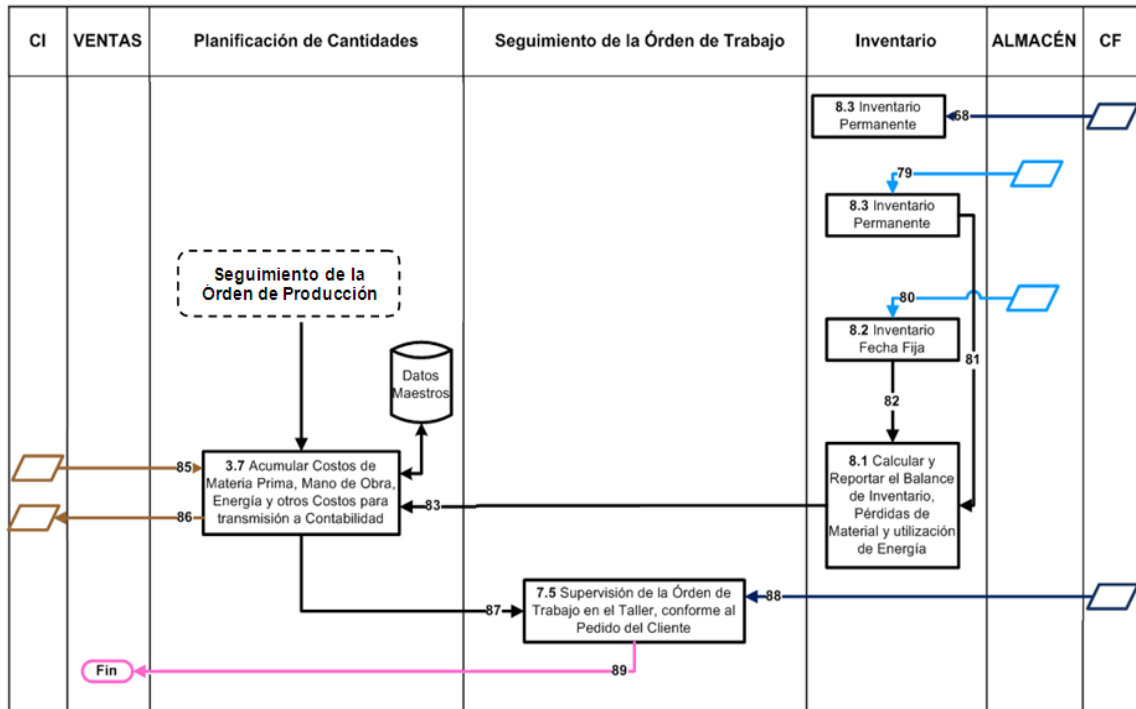 CI
VENTAS
Planificación de Cantidades
Seguimiento de la Órden de Trabajo
Inventario
ALMACÉN
CF
8.3 Inventario
Permanente
68
79
8.3 Inventario
Permanente
Seguimiento de la
Órden de Producción
80
8.2 Inventario
Fecha Fija
81
Datos
Maestros
82
85
3.7 Acumular Costos de
Materia Prima, Mano de Obra,
Energía y otros Costos para
transmisión a Contabilidad
86
83
8.1 Calcular y
Reportar el Balance
de Inventario,
Pérdidas de
Material y utilización
de Energía
87
7.5 Supervisión de la Órden de
Trabajo en el Taller, conforme al
Pedido del Cliente
88
Fin
89